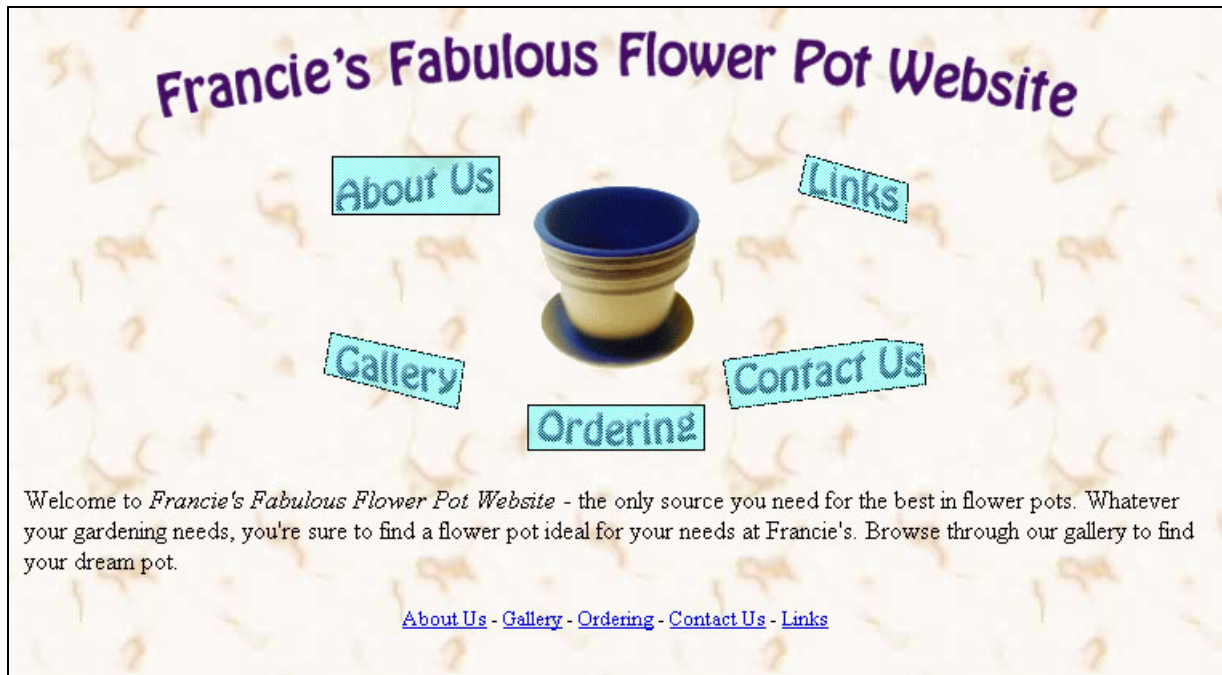 Francie's Fabulous Flower Pot Website
About Us
Links
Gallery
Contact Us
Ordering
Welcome to Francie's Fabulous Flower Pot Website - the only source you need for the best in flower pots. Whatever
your gardening needs, you're sure to find a flower pot ideal for your needs at Francie's. Browse through our gallery to find
your dream pot.
About Us - Gallery - Ordering - Contact Us - Links